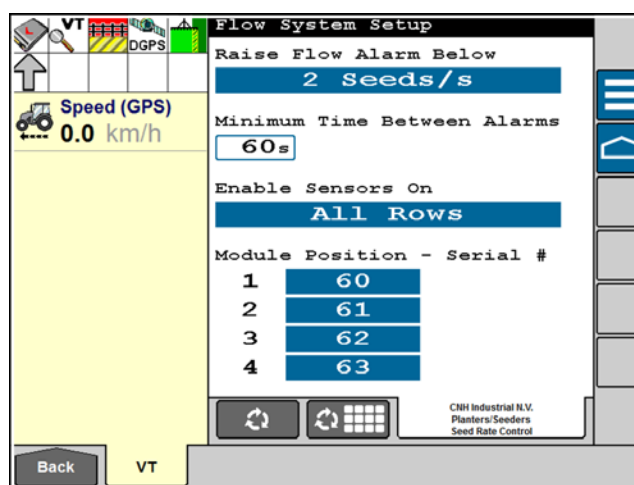 VT
DGPS
Speed (GPS)
0.0 km/h
Flow System Setup
Raise Flow Alarm Below
2 Seeds/s
Minimum Time Between Alarms
60s
Enable Sensors On
All Rows
Module Position - Serial #
1 60
2 61
3 62
4 63
CNH Industrial N.V.
Planters/Seeders
Seed Rate Control
Back
VT